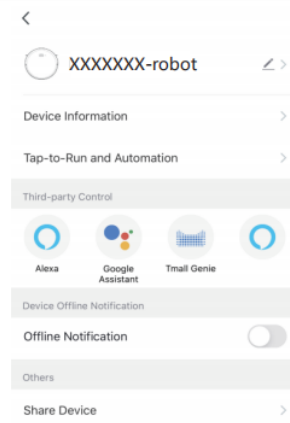 XXXXXXX-robot
Device Information
Tap-to-Run and Automation
Third-party Control
Alexa
Google
Assistant
Tmall Genie
Device Offline Notification
Offline Notification
Others
Share Device